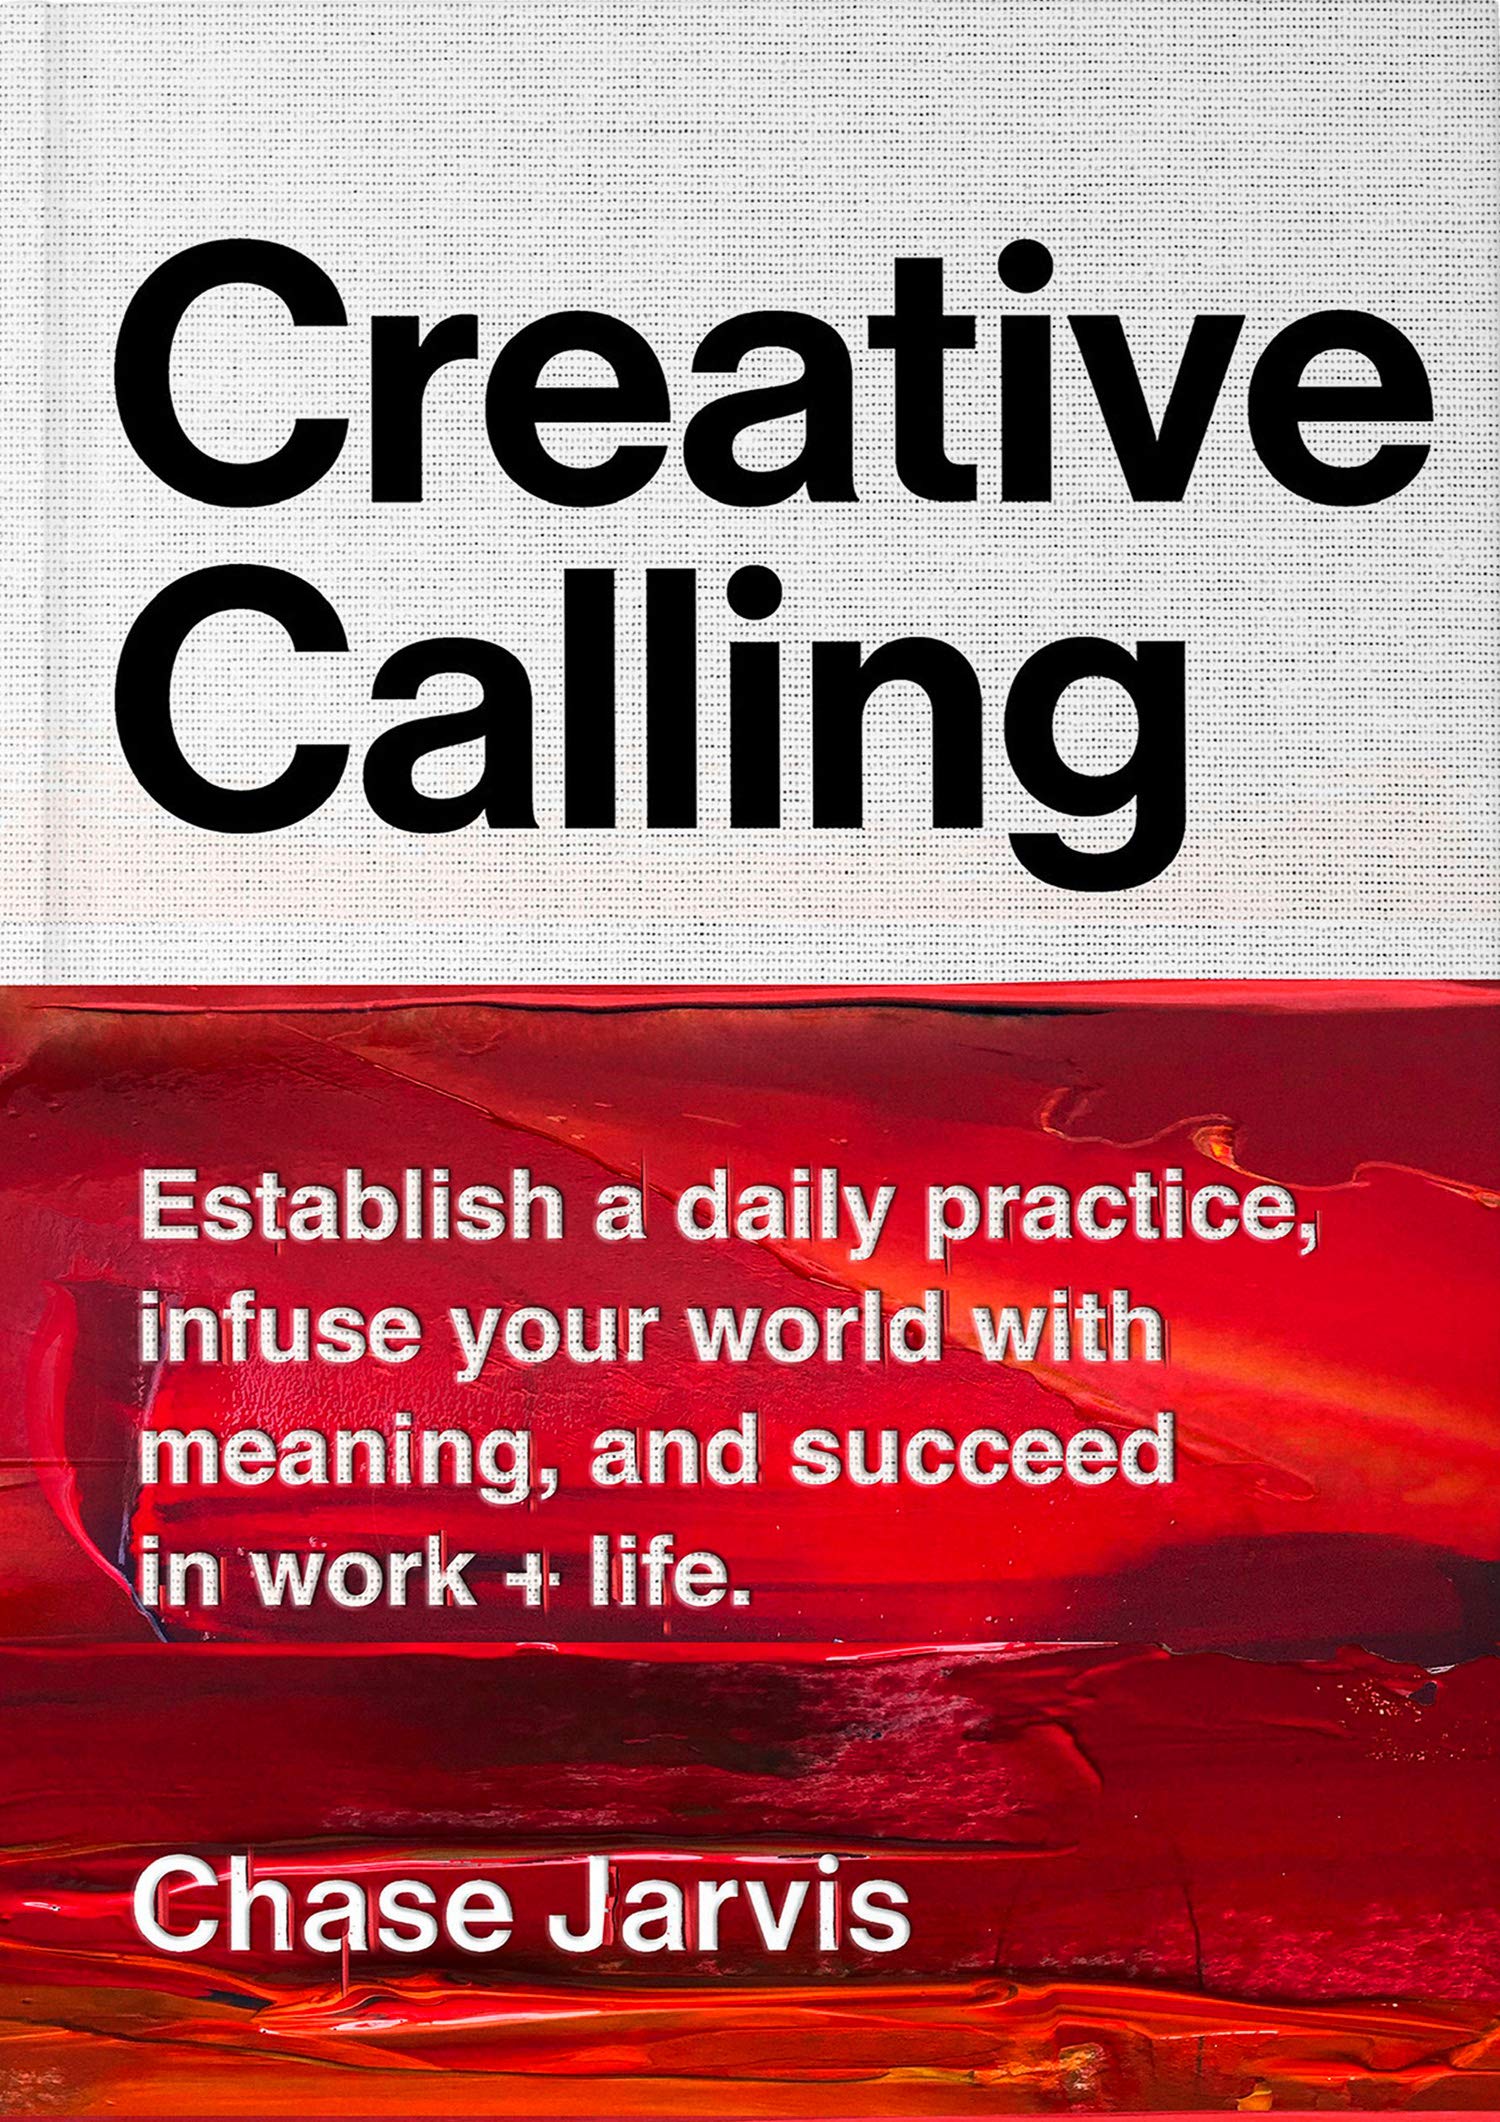 Creative
Calling
Establish a daily practice,
infuse your world with
meaning, and succeed
in work + life.
Chase Jarvis